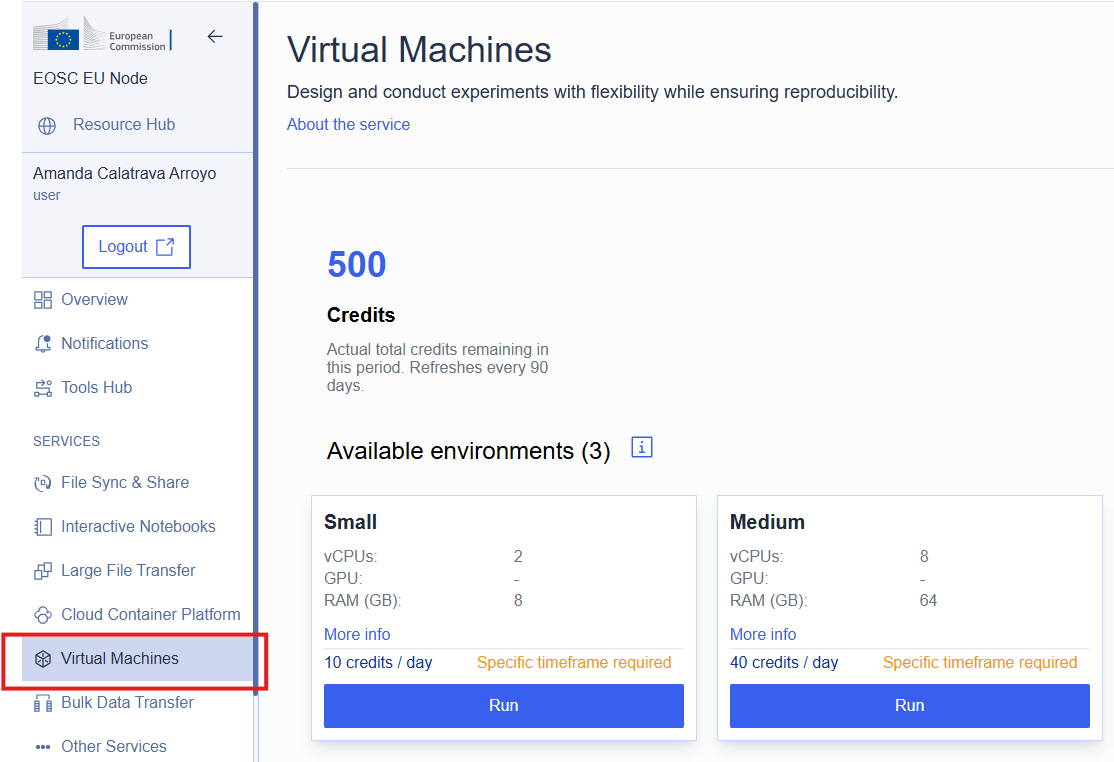 European
Commission
EOSC EU Node
Resource Hub
Amanda Calatrava Arroyo
user
Logout
Overview
Notifications
Tools Hub
SERVICES
File Sync & Share
Interactive Notebooks
Large File Transfer
Cloud Container Platform
Virtual Machines
Bulk Data Transfer
Other Services
Virtual Machines
Design and conduct experiments with flexibility while ensuring reproducibility.
About the service
500
Credits
Actual total credits remaining in
this period. Refreshes every 90
days.
Available environments (3)
Small
vCPUs: 2
GPU: -
RAM (GB): 8
More info
10 credits / day Specific timeframe required
Run
Medium
vCPUs: 8
GPU: -
RAM (GB): 64
More info
40 credits / day Specific timeframe required
Run